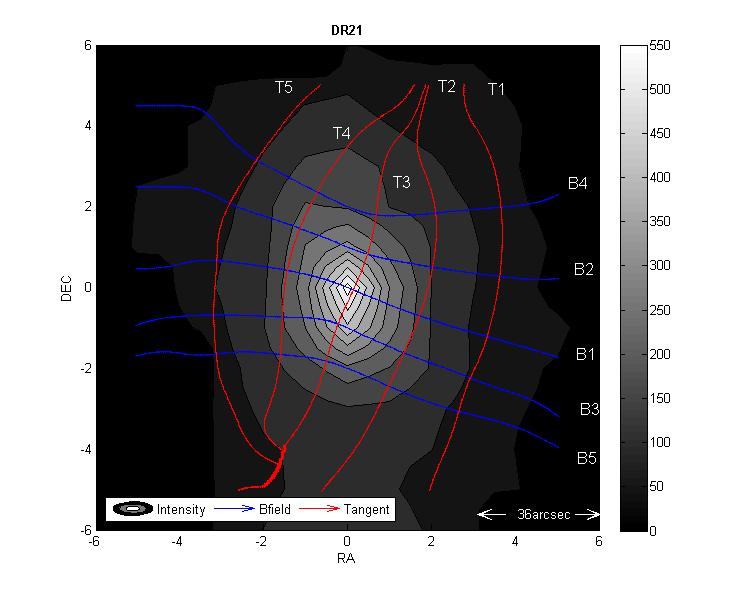 DR21
T5
T4
T3
T2
T1
B4
B2
B1
B3
B5
DEC
6
4
2
0
-2
-4
-6
-6
-4
-2
0
2
4
6
RA
Intensity
Bfield
Tangent
36arcsec
550
500
450
400
350
300
250
200
150
100
50
0